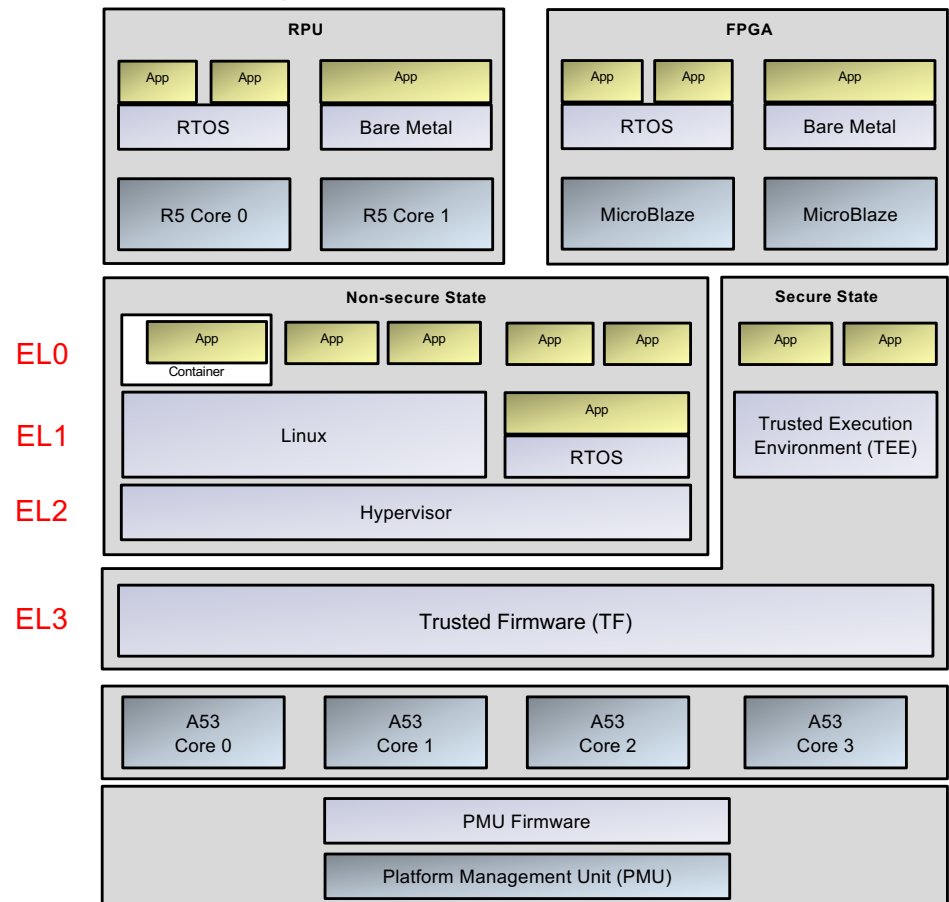 RPU
FPGA
App
App
App
RTOS
Bare Metal
R5 Core 0
R5 Core 1
App
App
App
RTOS
Bare Metal
MicroBlaze
MicroBlaze
Non-secure State
Secure State
EL0
App
Container
App
App
App
App
App
App
EL1
Linux
App
RTOS
Trusted Execution
Environment (TEE)
EL2
Hypervisor
EL3
Trusted Firmware (TF)
A53
Core 0
A53
Core 1
A53
Core 2
A53
Core 3
PMU Firmware
Platform Management Unit (PMU)